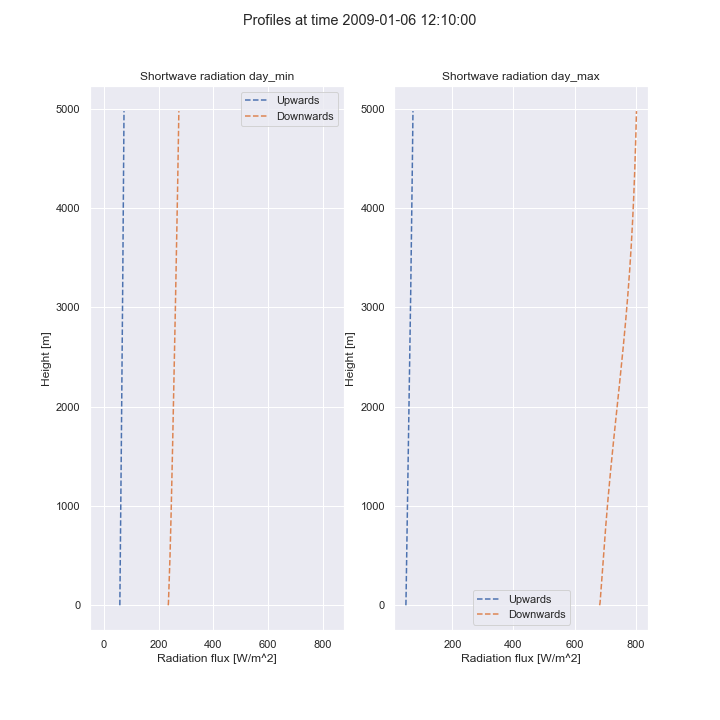 Profiles at time 2009-01-06 12:10:00
Shortwave radiation day_min
Upwards
Downwards
5000
4000
3000
2000
1000
0
Height [m]
0 200 400 600 800
Radiation flux [W/m^2]
Shortwave radiation day_max
5000
4000
3000
2000
1000
0
Height [m]
Upwards
Downwards
200 400 600 800
Radiation flux [W/m^2]